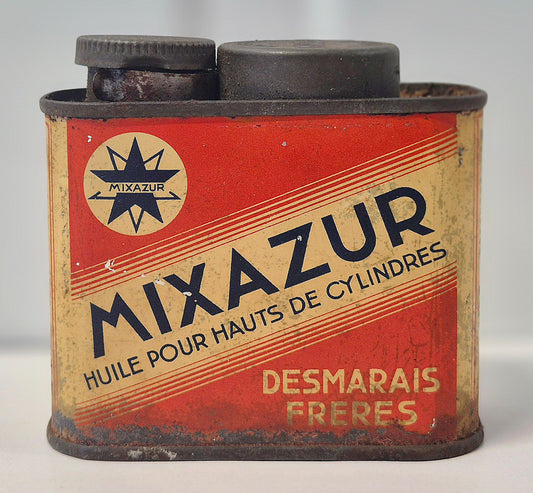 MIXAZUR
MIXAZUR
HUILE POUR HAUTS DE CYLINDRES
DESMARAIS
FRERES